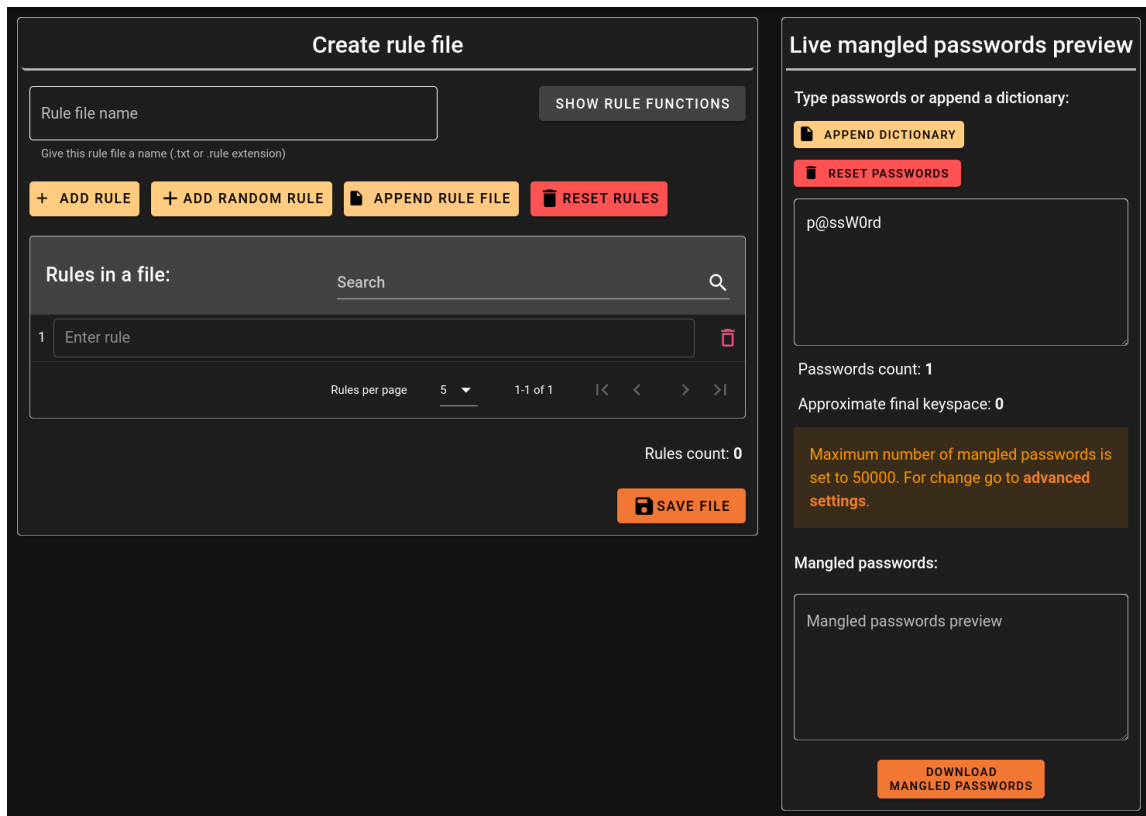 Create rule file
Rule file name
SHOW RULE FUNCTIONS
Give this rule file a name (.txt or .rule extension)
+ ADD RULE
+ ADD RANDOM RULE
APPEND RULE FILE
RESET RULES
Rules in a file:
Search
1
Enter rule
Rules per page
5
1-1 of 1
Rules count: 0
SAVE FILE
Live mangled passwords preview
Type passwords or append a dictionary:
APPEND DICTIONARY
RESET PASSWORDS
p@ssW0rd
Passwords count: 1
Approximate final keyspace: 0
Maximum number of mangled passwords is
set to 50000. For change go to advanced
settings.
Mangled passwords:
Mangled passwords preview
DOWNLOAD
MANGLED PASSWORDS